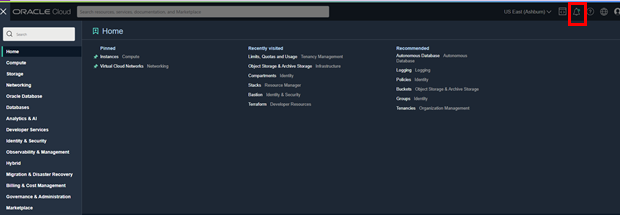 ORACLE Cloud
Search resources, services, documentation, and Marketplace
US East (Ashburn)
Search
Home
Compute
Storage
Networking
Oracle Database
Databases
Analytics & AI
Developer Services
Identity & Security
Observability & Management
Hybrid
Migration & Disaster Recovery
Billing & Cost Management
Governance & Administration
Marketplace
Home
Pinned
Instances Compute
Virtual Cloud Networks Networking
Recently visited
Limits, Quotas and Usage Tenancy Management
Object Storage & Archive Storage Infrastructure
Compartments Identity
Stacks Resource Manager
Bastion Identity & Security
Terraform Developer Resources
Recommended
Autonomous Database Autonomous
Database
Logging Logging
Policies Identity
Buckets Object Storage & Archive Storage
Groups Identity
Tenancies Organization Management